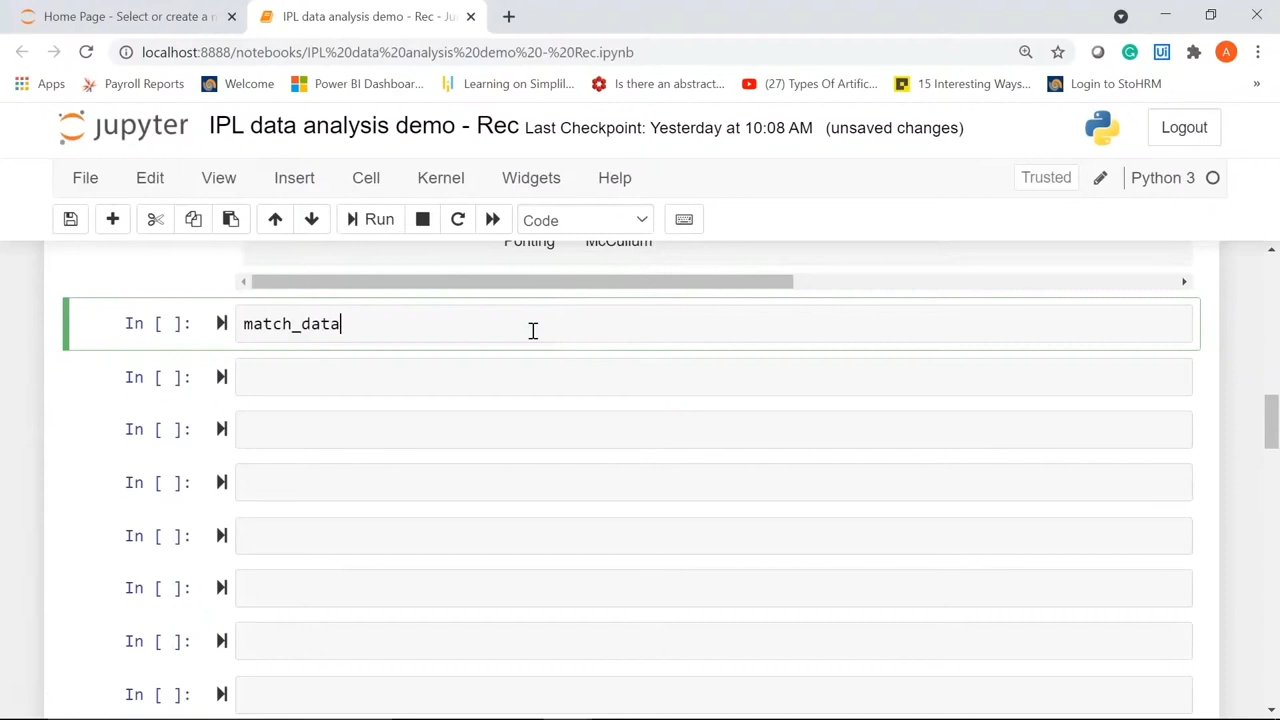 Home Page - Select or create a n
IPL data analysis demo - Rec - Ju
localhost:8888/notebooks/IPL%20data%20analysis%20demo%20-%20Rec.ipynb
A
Apps
Payroll Reports
Welcome
Power BI Dashboar...
Learning on Simplil...
Is there an abstract...
(27) Types Of Artific...
15 Interesting Ways...
Login to StoHRM
»
jupyter
IPL data analysis demo - Rec Last Checkpoint: Yesterday at 10:08 AM (unsaved changes)
Logout
File
Edit
View
Insert
Cell
Kernel
Widgets
Help
Trusted
Python 3
Run
Code
Ponting McCullum
In [ ]: match_data
In [ ]:
In [ ]:
In [ ]:
In [ ]:
In [ ]:
In [ ]:
In [ ]: